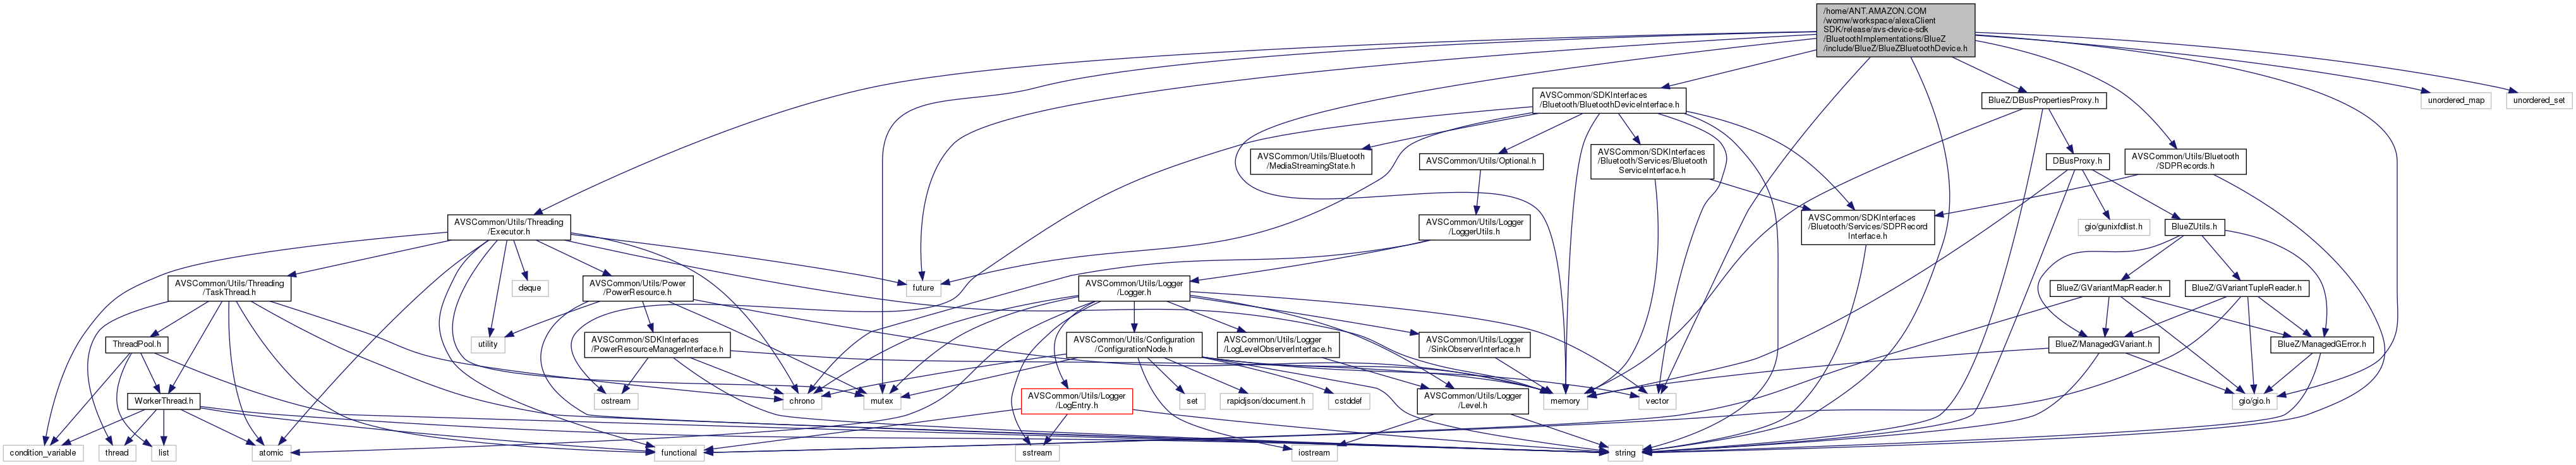 /home/ANT.AMAZON.COM
/womw/workspace/alexaClient
SDK/release/avs-device-sdk
/BluetoothImplementations/BlueZ
/include/BlueZ/BlueZBluetoothDevice.h
AVSCommon/SDKInterfaces
/Bluetooth/BluetoothDeviceInterface.h
BlueZ/DBusPropertiesProxy.h
unordered_map
unordered_set
AVSCommon/Utils/Bluetooth
/MediaStreamingState.h
AVSCommon/Utils/Optional.h
AVSCommon/SDKInterfaces
/Bluetooth/Services/Bluetooth
ServiceInterface.h
DBusProxy.h
AVSCommon/Utils/Bluetooth
/SDPRecords.h
AVSCommon/Utils/Threading
/Executor.h
AVSCommon/Utils/Logger
/LoggerUtils.h
AVSCommon/SDKInterfaces
/Bluetooth/Services/SDPRecord
Interface.h
gio/gunixfdlist.h
BlueZUtils.h
AVSCommon/Utils/Threading
/TaskThread.h
deque
AVSCommon/Utils/Power
/PowerResource.h
future
AVSCommon/Utils/Logger
/Logger.h
BlueZ/GVariantMapReader.h
BlueZ/GVariantTupleReader.h
ThreadPool.h
utility
AVSCommon/SDKInterfaces
/PowerResourceManagerInterface.h
AVSCommon/Utils/Configuration
/ConfigurationNode.h
AVSCommon/Utils/Logger
/LogLevelObserverInterface.h
AVSCommon/Utils/Logger
/SinkObserverInterface.h
BlueZ/ManagedGVariant.h
BlueZ/ManagedGError.h
WorkerThread.h
ostream
chrono
mutex
AVSCommon/Utils/Logger
/LogEntry.h
set
rapidjson/document.h
cstddef
AVSCommon/Utils/Logger
/Level.h
memory
vector
gio/gio.h
condition_variable
thread
list
atomic
functional
sstream
iostream
string